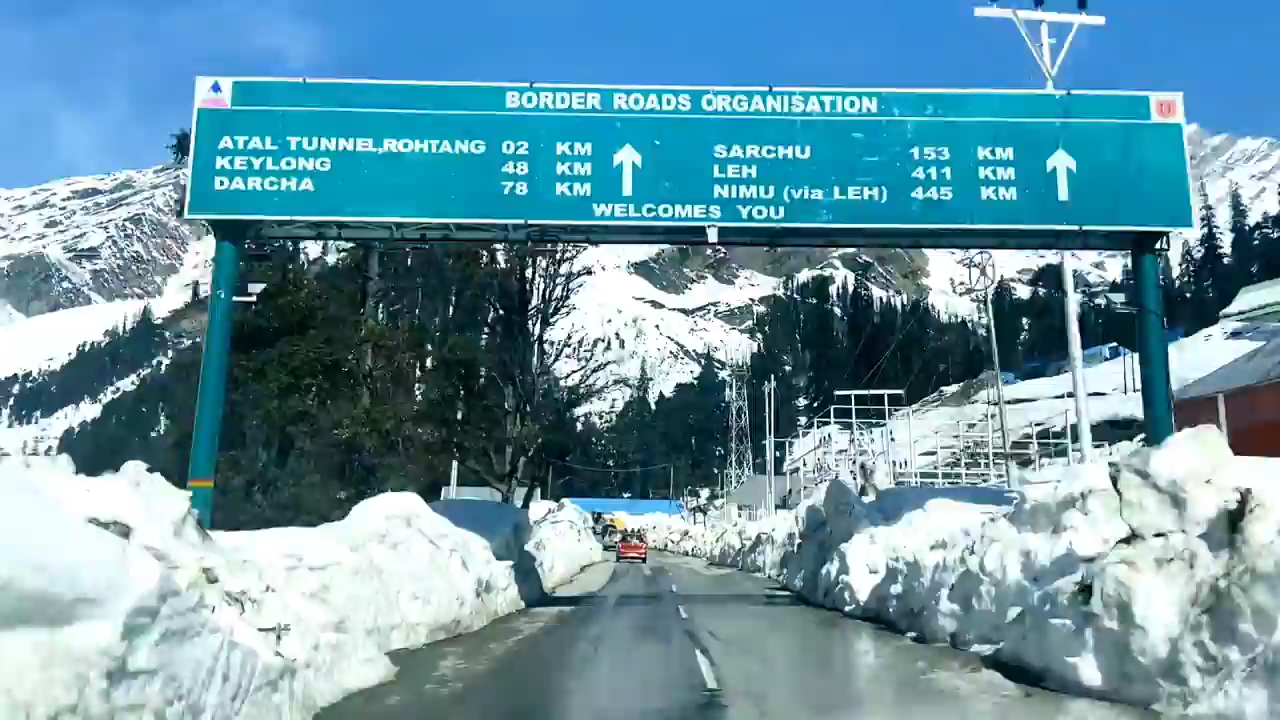 BORDER ROADS ORGANISATION
ATAL TUNNEL,ROHTANG 02 KM
KEYLONG 48 KM
DARCHA 78 KM
SARCHU 153 KM
LEH 411 KM
NIMU (via LEH) 445 KM
WELCOMES YOU